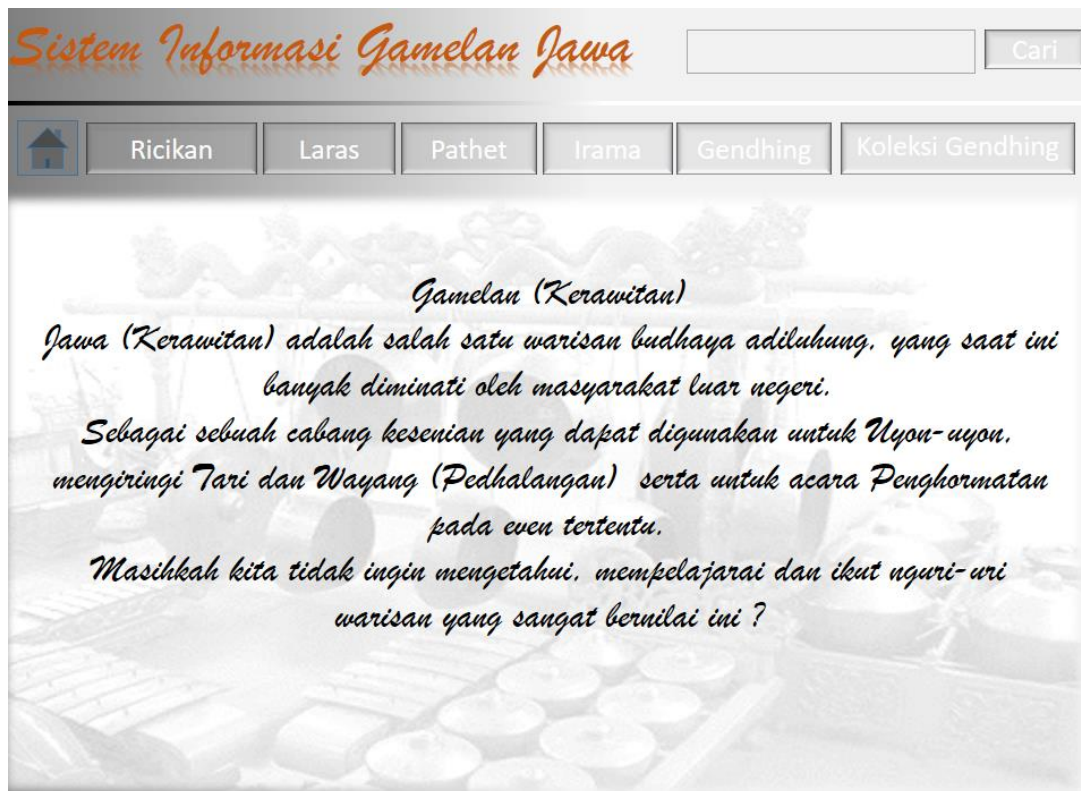 Sistem Informasi Gamelan Jawa
Cari
Ricikan
Laras
Pathet
Irama
Gendhing
Koleksi Gendhing
Gamelan (Kerawitan)
Jawa (Kerawitan) adalah salah satu warisan budhaya adiluhung, yang saat ini
banyak diminati oleh masyarakat luar negeri.
Sebagai sebuah cabang kesenian yang dapat digunakan untuk Uyon-uyon,
mengiringi Tari dan Wayang (Pedhalangan) serta untuk acara Penghormatan
pada even tertentu.
Masihkah kita tidak ingin mengetahui, mempelajarai dan ikut nguri-uri
warisan yang sangat bernilai ini ?